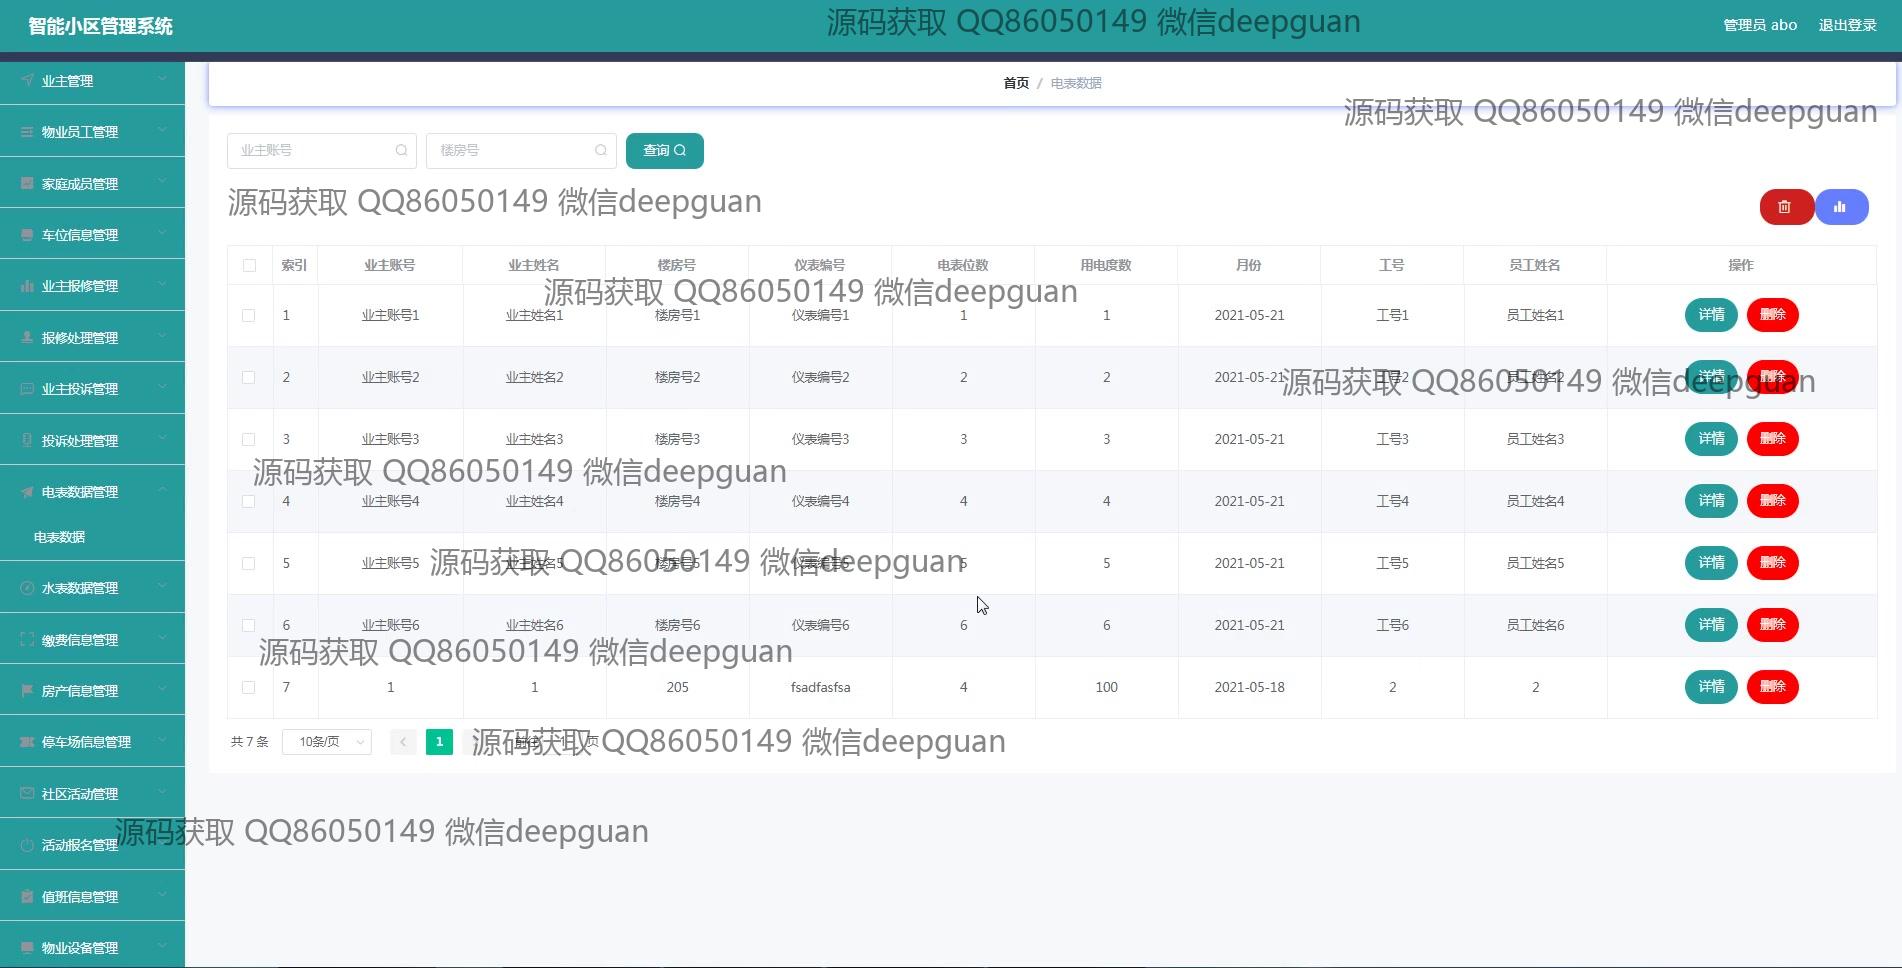 智能小区管理系统
源码获取 QQ86050149 微信deepguan
管理员 abo 退出登录
业主管理
物业员工管理
家庭成员管理
车位信息管理
业主报修管理
报修处理管理
业主投诉管理
投诉处理管理
电表数据管理
电表数据
水表数据管理
缴费信息管理
房产信息管理
停车场信息管理
社区活动管理
活动报名管理
值班信息管理
物业设备管理
首页 / 电表数据
源码获取 QQ86050149 微信deepguan
业主账号 楼房号 查询
源码获取 QQ86050149 微信deepguan
索引 业主账号 业主姓名 楼房号 仪表编号 电表位数 用电度数 月份 工号 员工姓名 操作
源码获取 QQ86050149 微信deepguan
1 业主账号1 业主姓名1 楼房号1 仪表编号1 1 1 2021-05-21 工号1 员工姓名1 详情 删除
2 业主账号2 业主姓名2 楼房号2 仪表编号2 2 2 2021-05-21 工号2 员工姓名2 详情 删除
源码获取 QQ86050149 微信deepguan
3 业主账号3 业主姓名3 楼房号3 仪表编号3 3 3 2021-05-21 工号3 员工姓名3 详情 删除
源码获取 QQ86050149 微信deepguan
4 业主账号4 业主姓名4 楼房号4 仪表编号4 4 4 2021-05-21 工号4 员工姓名4 详情 删除
5 业主账号5 业主姓名5 楼房号5 仪表编号5 5 5 2021-05-21 工号5 员工姓名5 详情 删除
源码获取 QQ86050149 微信deepguan
6 业主账号6 业主姓名6 楼房号6 仪表编号6 6 6 2021-05-21 工号6 员工姓名6 详情 删除
源码获取 QQ86050149 微信deepguan
7 1 1 205 fsadfasfsa 4 100 2021-05-18 2 2 详情 删除
共 7 条 10条/页 1 前往 1 页
源码获取 QQ86050149 微信deepguan
源码获取 QQ86050149 微信deepguan